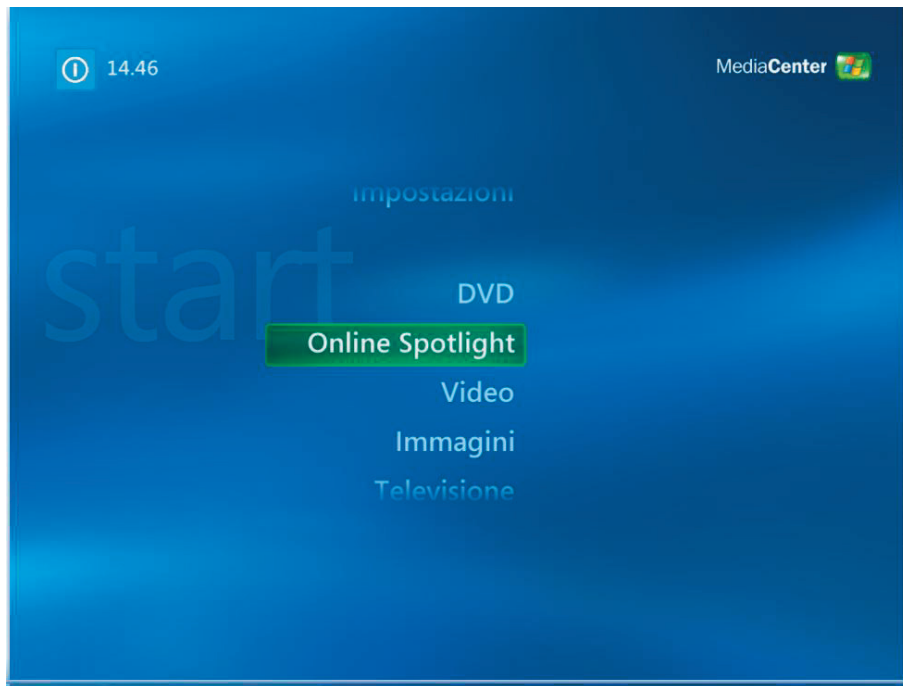 14.46
MediaCenter
Impostazioni
start
DVD
Online Spotlight
Video
Immagini
Televisione